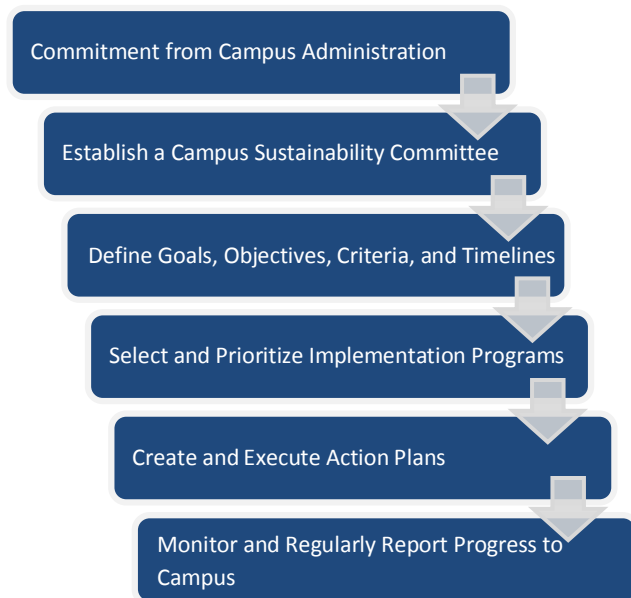 Commitment from Campus Administration
Establish a Campus Sustainability Committee
Define Goals, Objectives, Criteria, and Timelines
Select and Prioritize Implementation Programs
Create and Execute Action Plans
Monitor and Regularly Report Progress to
Campus